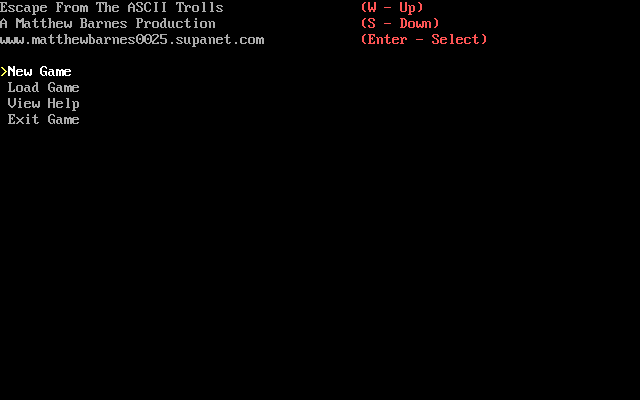 Escape From The ASCII Trolls (W - Up)
A Matthew Barnes Production (S - Down)
www.matthewbarnes0025.supanet.com (Enter - Select)
>New Game
Load Game
View Help
Exit Game